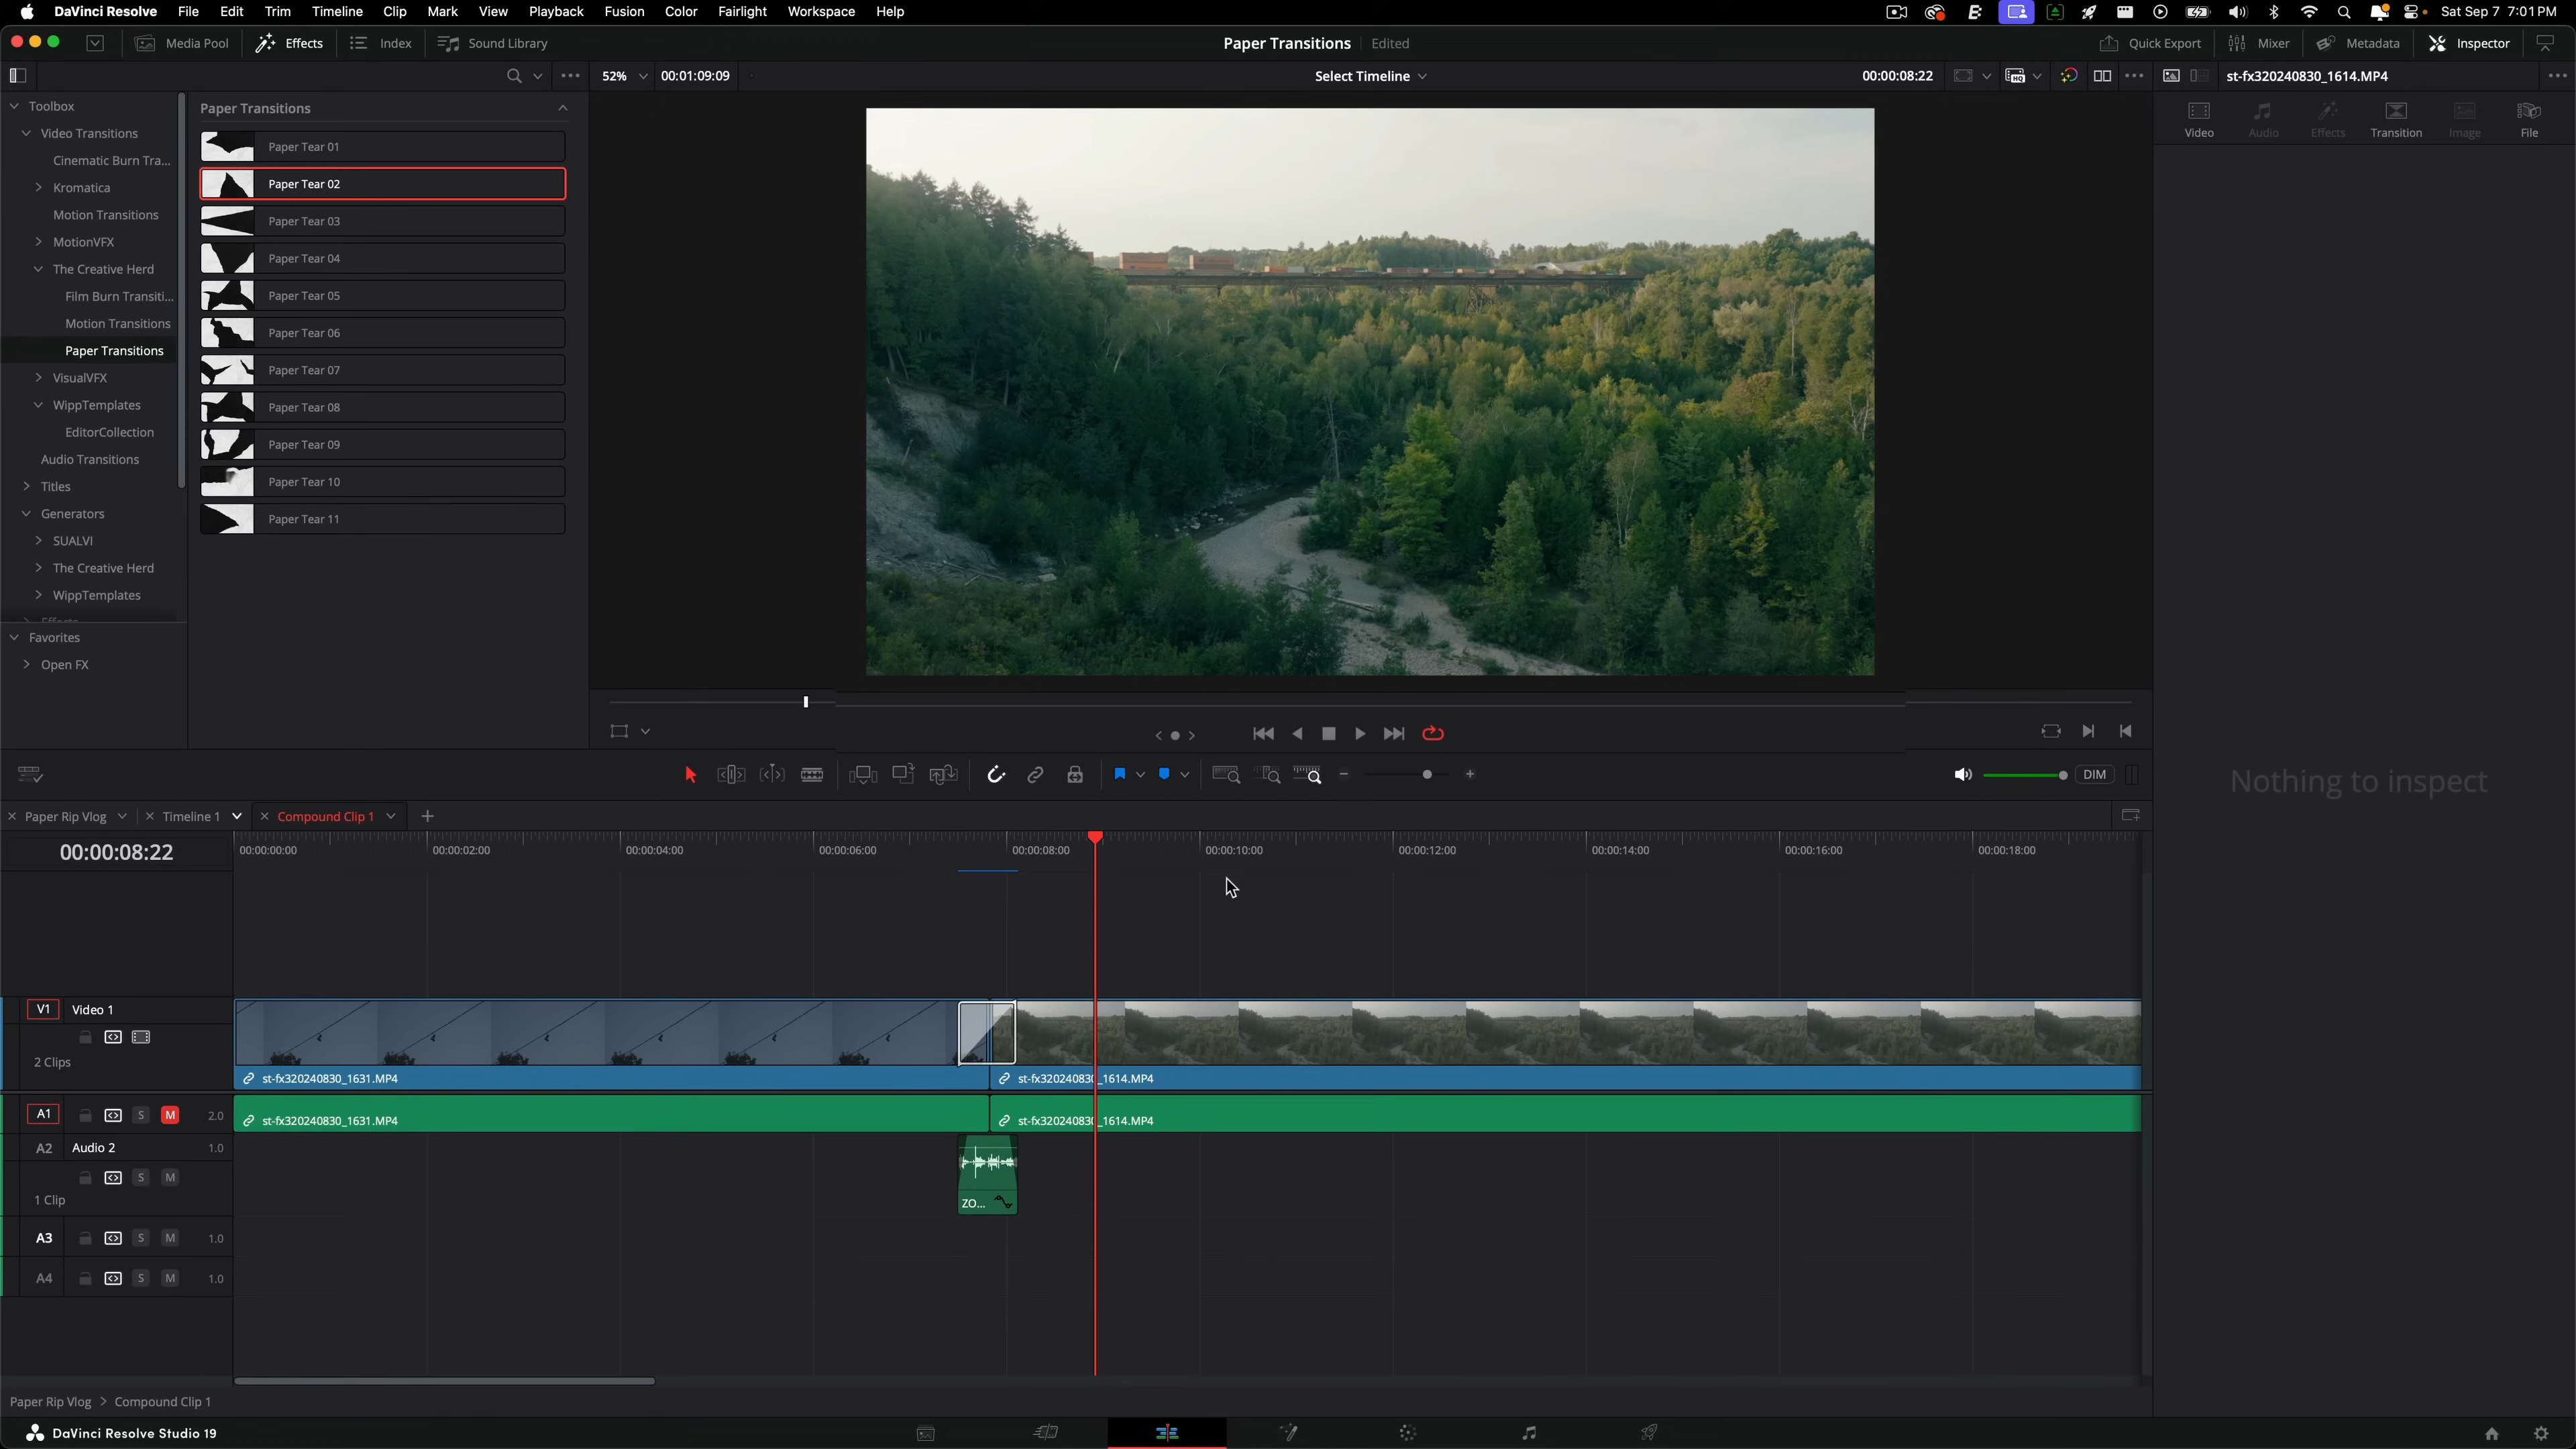 DaVinci Resolve File Edit Trim Timeline Clip Mark View Playback Fusion Color Fairlight Workspace Help Sat Sep 7 7:01 PM
Media Pool Effects Index Sound Library Paper Transitions Edited Quick Export Mixer Metadata Inspector
52% 00:01:09:09 Select Timeline 00:00:08:22 HQ st-fx320240830_1614.MP4
Toolbox
Video Transitions
Cinematic Burn Tra...
Kromatica
Motion Transitions
MotionVFX
The Creative Herd
Film Burn Transiti...
Motion Transitions
Paper Transitions
VisualVFX
WippTemplates
EditorCollection
Audio Transitions
Titles
Generators
SUALVI
The Creative Herd
WippTemplates
Favorites
Open FX
Paper Transitions
Paper Tear 01
Paper Tear 02
Paper Tear 03
Paper Tear 04
Paper Tear 05
Paper Tear 06
Paper Tear 07
Paper Tear 08
Paper Tear 09
Paper Tear 10
Paper Tear 11
Video Audio Effects Transition Image File
Nothing to inspect
DIM
Paper Rip Vlog Timeline 1 Compound Clip 1
00:00:08:22
00:00:00:00 00:00:02:00 00:00:04:00 00:00:06:00 00:00:08:00 00:00:10:00 00:00:12:00 00:00:14:00 00:00:16:00 00:00:18:00
V1 Video 1
2 Clips
st-fx320240830_1631.MP4 st-fx320240830_1614.MP4
A1 S M 2.0
st-fx320240830_1631.MP4 st-fx320240830_1614.MP4
A2 Audio 2 1.0
S M
1 Clip
ZO...
A3 S M 1.0
A4 S M 1.0
Paper Rip Vlog > Compound Clip 1
DaVinci Resolve Studio 19